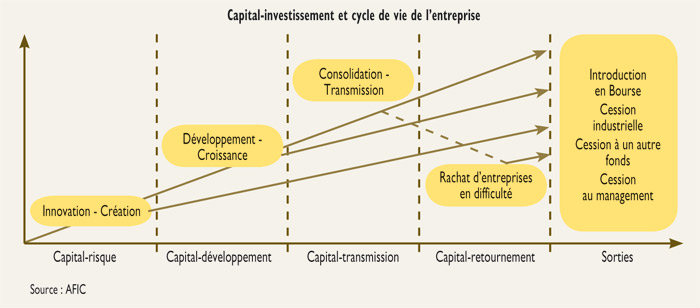 Capital-investissement et cycle de vie de l'entreprise
Consolidation -
Transmission
Développement -
Croissance
Innovation - Création
Rachat d'entreprises
en difficulté
Introduction
en Bourse
Cession
industrielle
Cession à un autre
fonds
Cession
au management
Capital-risque
Capital-développement
Capital-transmission
Capital-retournement
Sorties
Source : AFIC